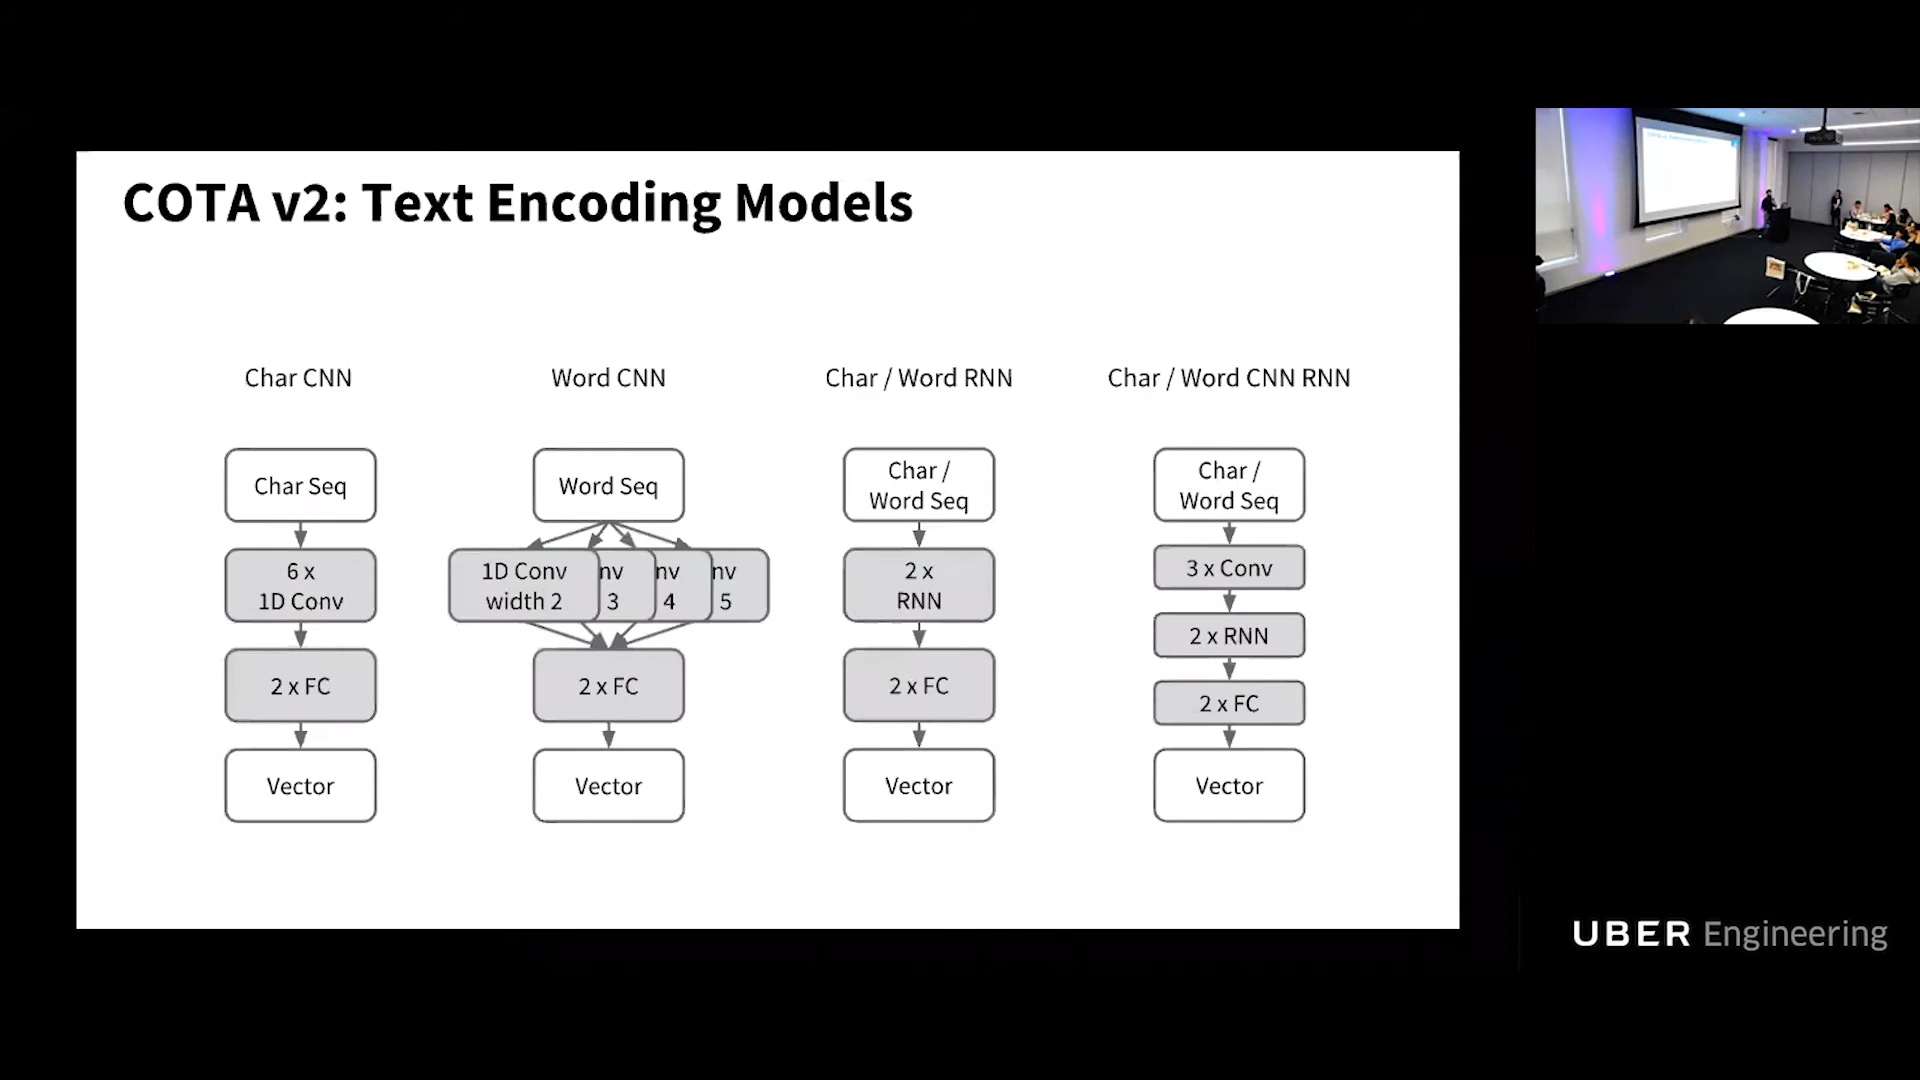 COTA v2: Text Encoding Models
Char CNN
Word CNN
Char / Word RNN
Char / Word CNN RNN
Char Seq
6 x
1D Conv
2 x FC
Vector
Word Seq
1D Conv
width 2
nv
3
nv
4
nv
5
2 x FC
Vector
Char /
Word Seq
2 x
RNN
2 x FC
Vector
Char /
Word Seq
3 x Conv
2 x RNN
2 x FC
Vector
UBER Engineering